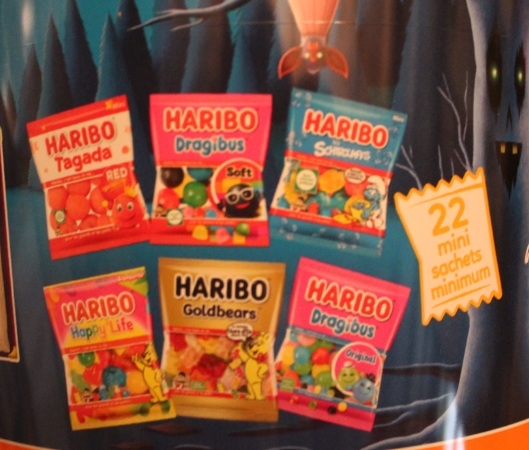 HARIBO
Tagada
RED
HARIBO
Dragibus
Soft
HARIBO
Schtroumpfs
HARIBO
Happy'Life
HARIBO
Goldbears
HARIBO
Dragibus
Original
22
mini
sachets
minimum